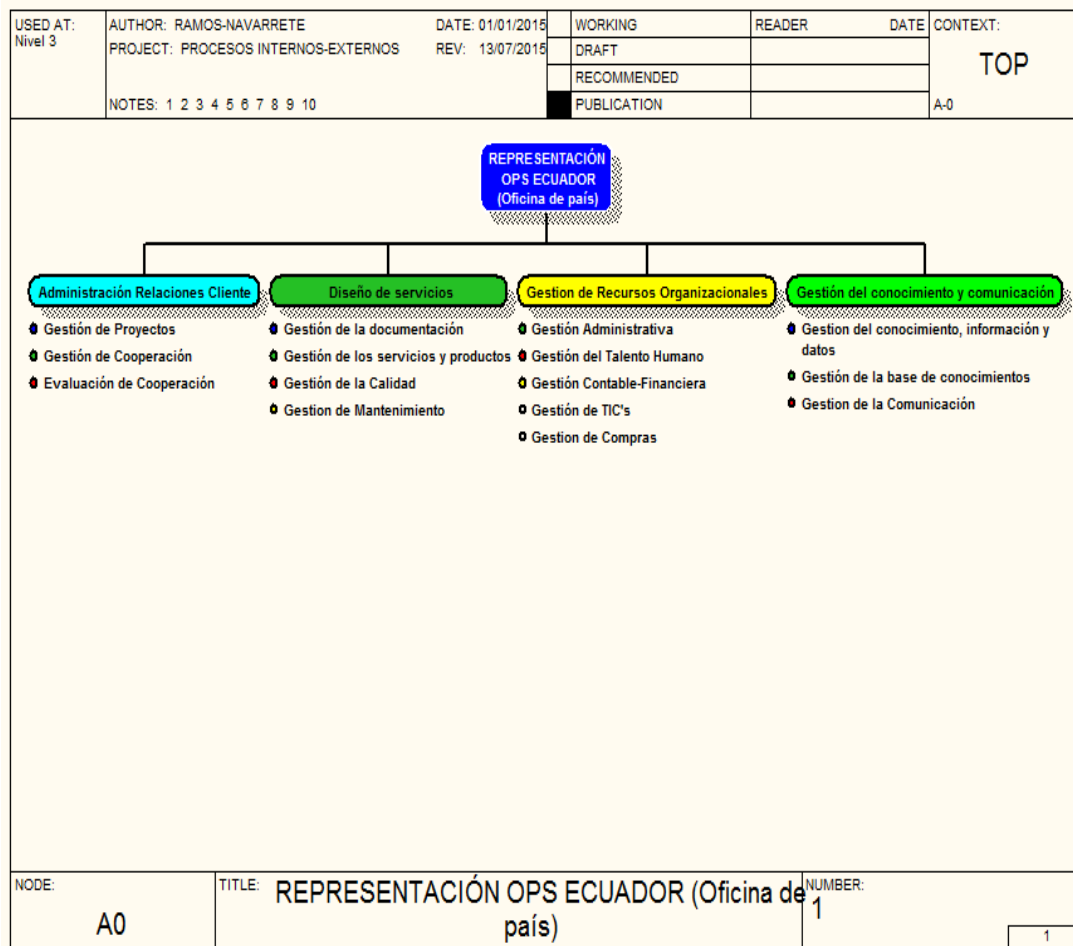 USED AT:
Nivel 3
AUTHOR: RAMOS-NAVARRETE
DATE: 01/01/2015
PROJECT: PROCESOS INTERNOS-EXTERNOS
REV: 13/07/2015
NOTES: 1 2 3 4 5 6 7 8 9 10
WORKING
DRAFT
RECOMMENDED
PUBLICATION
READER DATE
CONTEXT:
TOP
A-0
REPRESENTACIÓN
OPS ECUADOR
(Oficina de país)
Administración Relaciones Cliente
Gestión de Proyectos
Gestión de Cooperación
Evaluación de Cooperación
Diseño de servicios
Gestión de la documentación
Gestión de los servicios y productos
Gestión de la Calidad
Gestion de Mantenimiento
Gestion de Recursos Organizacionales
Gestión Administrativa
Gestión del Talento Humano
Gestión Contable-Financiera
Gestión de TIC's
Gestion de Compras
Gestión del conocimiento y comunicación
Gestion del conocimiento, información y
datos
Gestión de la base de conocimientos
Gestion de la Comunicación
NODE:
A0
TITLE:
REPRESENTACIÓN OPS ECUADOR (Oficina de
país)
NUMBER:
1
1